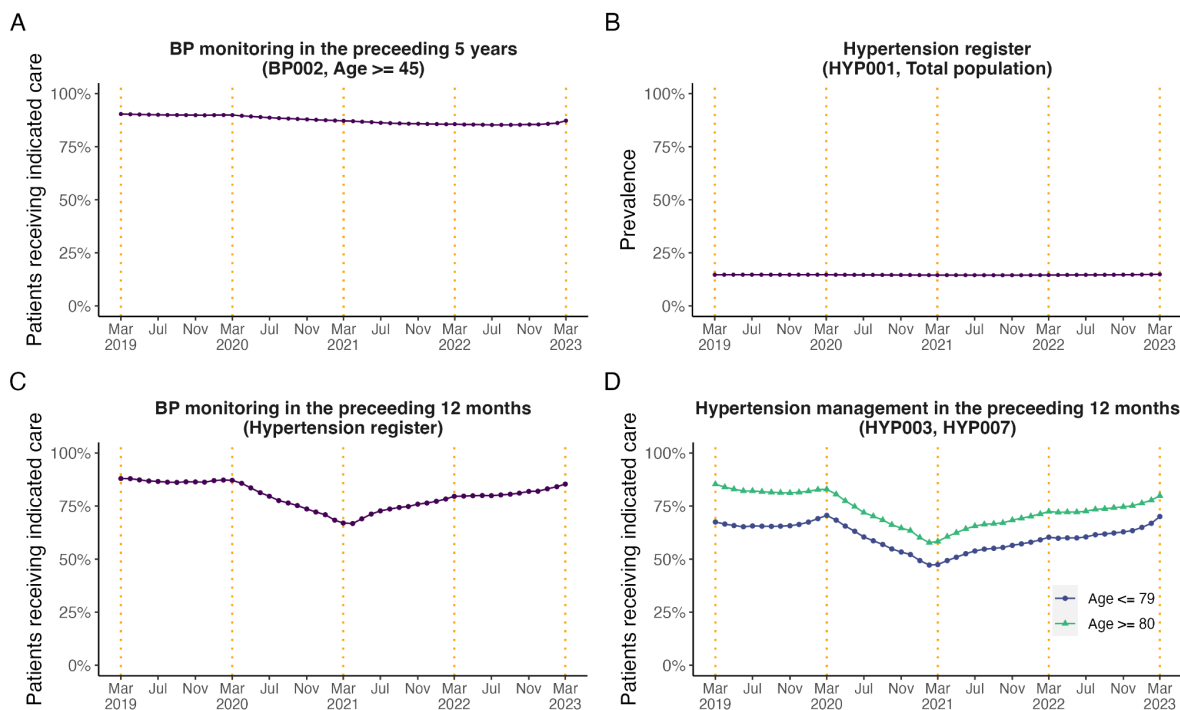 A
BP monitoring in the preceeding 5 years
(BP002, Age >= 45)
Patients receiving indicated care
100%
75%
50%
25%
0%
Mar Jul Nov Mar Jul Nov Mar Jul Nov Mar Jul Nov Mar
2019 2020 2021 2022 2023
B
Hypertension register
(HYP001, Total population)
Prevalence
100%
75%
50%
25%
0%
Mar Jul Nov Mar Jul Nov Mar Jul Nov Mar Jul Nov Mar
2019 2020 2021 2022 2023
C
BP monitoring in the preceeding 12 months
(Hypertension register)
Patients receiving indicated care
100%
75%
50%
25%
0%
Mar Jul Nov Mar Jul Nov Mar Jul Nov Mar Jul Nov Mar
2019 2020 2021 2022 2023
D
Hypertension management in the preceeding 12 months
(HYP003, HYP007)
Patients receiving indicated care
100%
75%
50%
25%
0%
Age <= 79
Age >= 80
Mar Jul Nov Mar Jul Nov Mar Jul Nov Mar Jul Nov Mar
2019 2020 2021 2022 2023